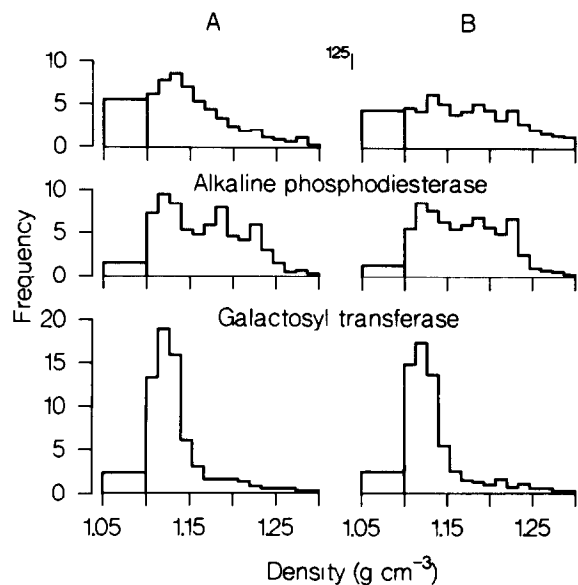 A B
125I
10
5
0
Alkaline phosphodiesterase
10
5
0
Frequency
Galactosyl transferase
20
15
10
5
0
1.05 1.15 1.25 1.05 1.15 1.25
Density (g cm-3)